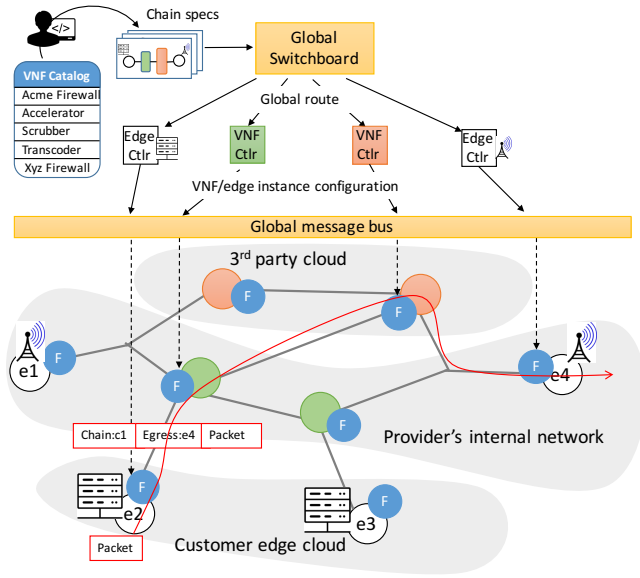 </>
Chain specs
Global
Switchboard
VNF Catalog
Acme Firewall
Accelerator
Scrubber
Transcoder
Xyz Firewall
Global route
Edge
Ctlr
VNF
Ctlr
VNF
Ctlr
Edge
Ctlr
VNF/edge instance configuration
Global message bus
3rd party cloud
F
F
F
e1
F
F
F
e4
F
Chain:c1
Egress:e4
Packet
Provider's internal network
F
e2
F
e3
Packet
Customer edge cloud